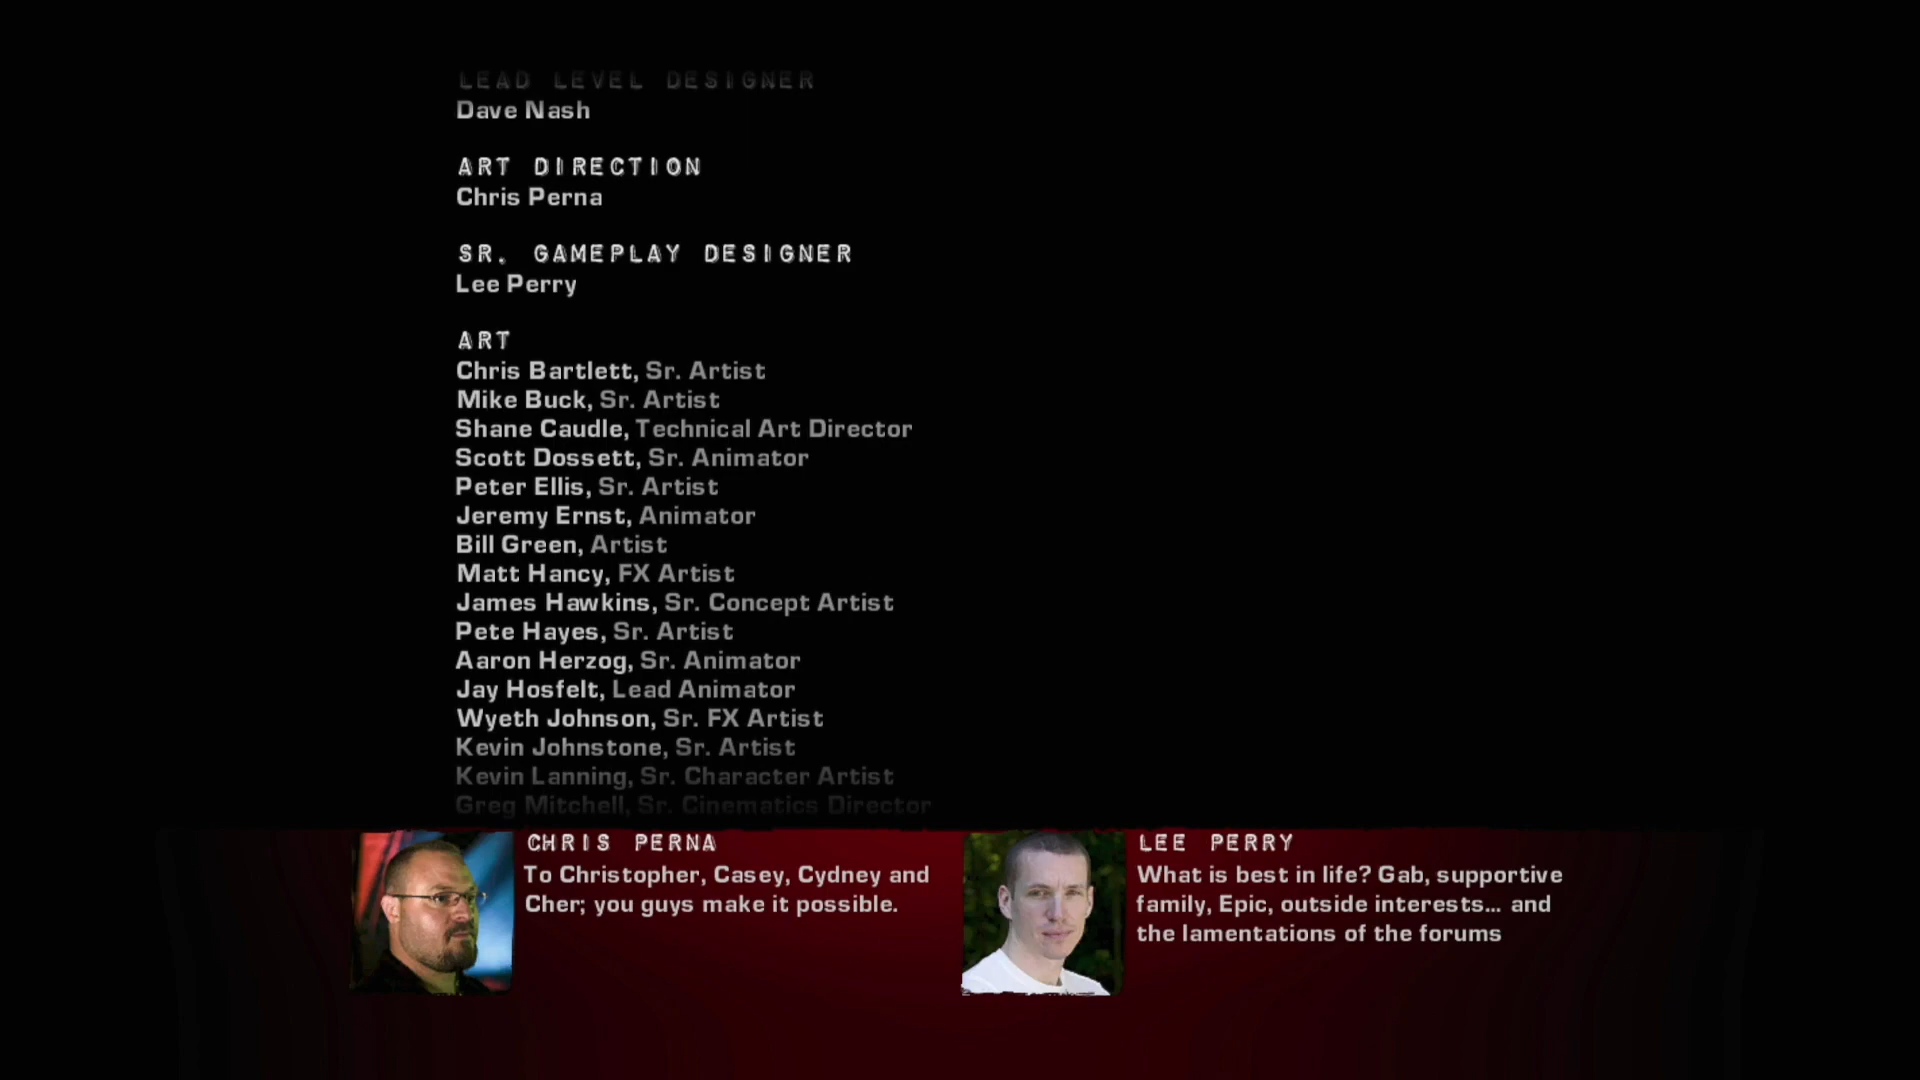 LEAD LEVEL DESIGNER
Dave Nash
ART DIRECTION
Chris Perna
SR. GAMEPLAY DESIGNER
Lee Perry
ART
Chris Bartlett, Sr. Artist
Mike Buck, Sr. Artist
Shane Caudle, Technical Art Director
Scott Dossett, Sr. Animator
Peter Ellis, Sr. Artist
Jeremy Ernst, Animator
Bill Green, Artist
Matt Hancy, FX Artist
James Hawkins, Sr. Concept Artist
Pete Hayes, Sr. Artist
Aaron Herzog, Sr. Animator
Jay Hosfelt, Lead Animator
Wyeth Johnson, Sr. FX Artist
Kevin Johnstone, Sr. Artist
Kevin Lanning, Sr. Character Artist
Greg Mitchell, Sr. Cinematics Director
CHRIS PERNA
To Christopher, Casey, Cydney and
Cher; you guys make it possible.
LEE PERRY
What is best in life? Gab, supportive
family, Epic, outside interests... and
the lamentations of the forums